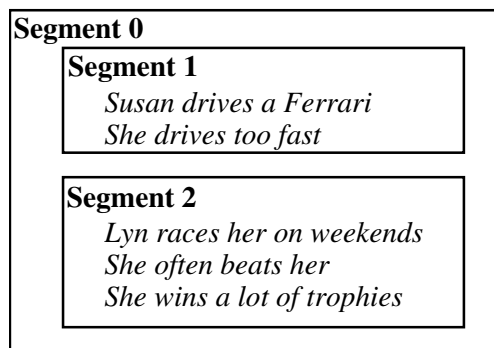 Segment 0
Segment 1
Susan drives a Ferrari
She drives too fast
Segment 2
Lyn races her on weekends
She often beats her
She wins a lot of trophies